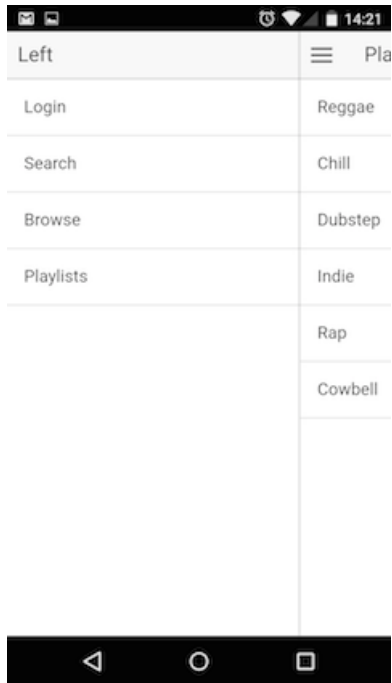 14:21
Left
Pla
Login
Reggae
Search
Chill
Browse
Dubstep
Playlists
Indie
Rap
Cowbell